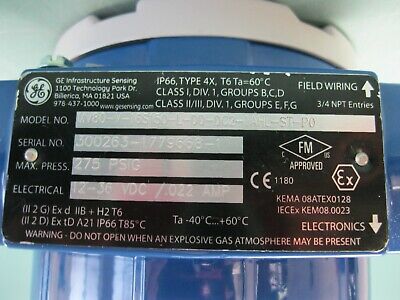 GE
GE Infrastructure Sensing
1100 Technology Park Dr.
Billerica, MA 01821 USA
978 437-1000 www.gesensing.com
IP66, TYPE 4X, T6 Ta=60°C
CLASS I, DIV. 1, GROUPS B,C,D
CLASS II/III, DIV. 1, GROUPS E,F,G
FIELD WIRING
3/4 NPT Entries
MODEL NO.
SERIAL NO.
MAX. PRESS. 275 PSIG
ELECTRICAL 12-36 VDC /.022 AMP
C FM US
APPROVED
CE 1180
Ex
KEMA 08ATEX0128
IECEx KEM08.0023
(II 2 G) Ex d IIB + H2 T6
(II 2 D) Ex tD A21 IP66 T85°C
Ta -40°C...+60°C
ELECTRONICS
WARNING - DO NOT OPEN WHEN AN EXPLOSIVE GAS ATMOSPHERE MAY BE PRESENT